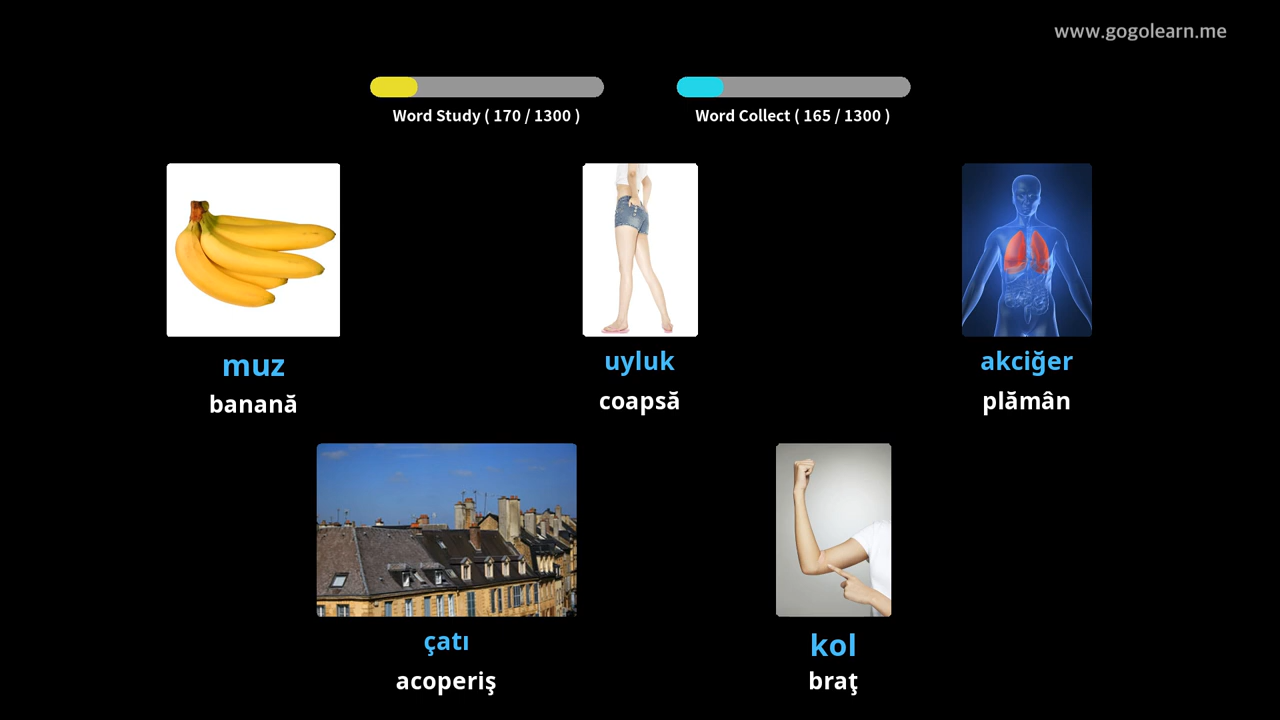 www.gogolearn.me
Word Study ( 170 / 1300 )
Word Collect ( 165 / 1300 )
muz
banană
uyluk
coapsă
akciğer
plămân
çatı
acoperiş
kol
braţ